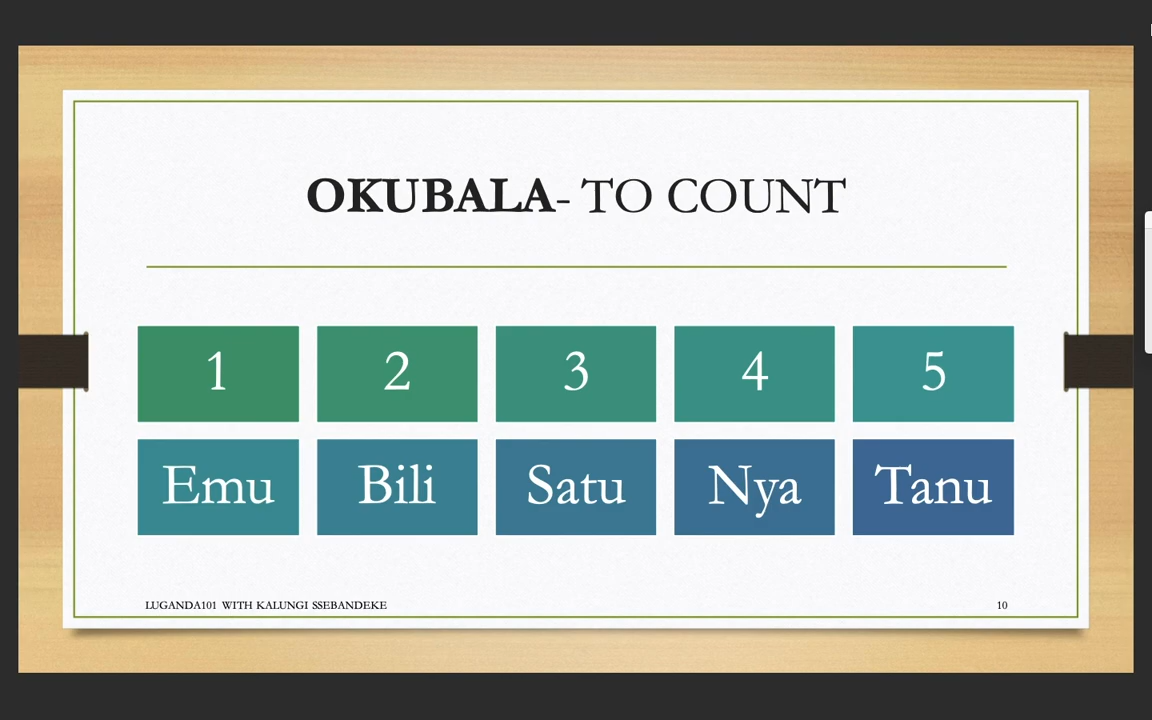 OKUBALA- TO COUNT
1 2 3 4 5
Emu Bili Satu Nya Tanu
LUGANDA101 WITH KALUNGI SSEBANDEKE 10